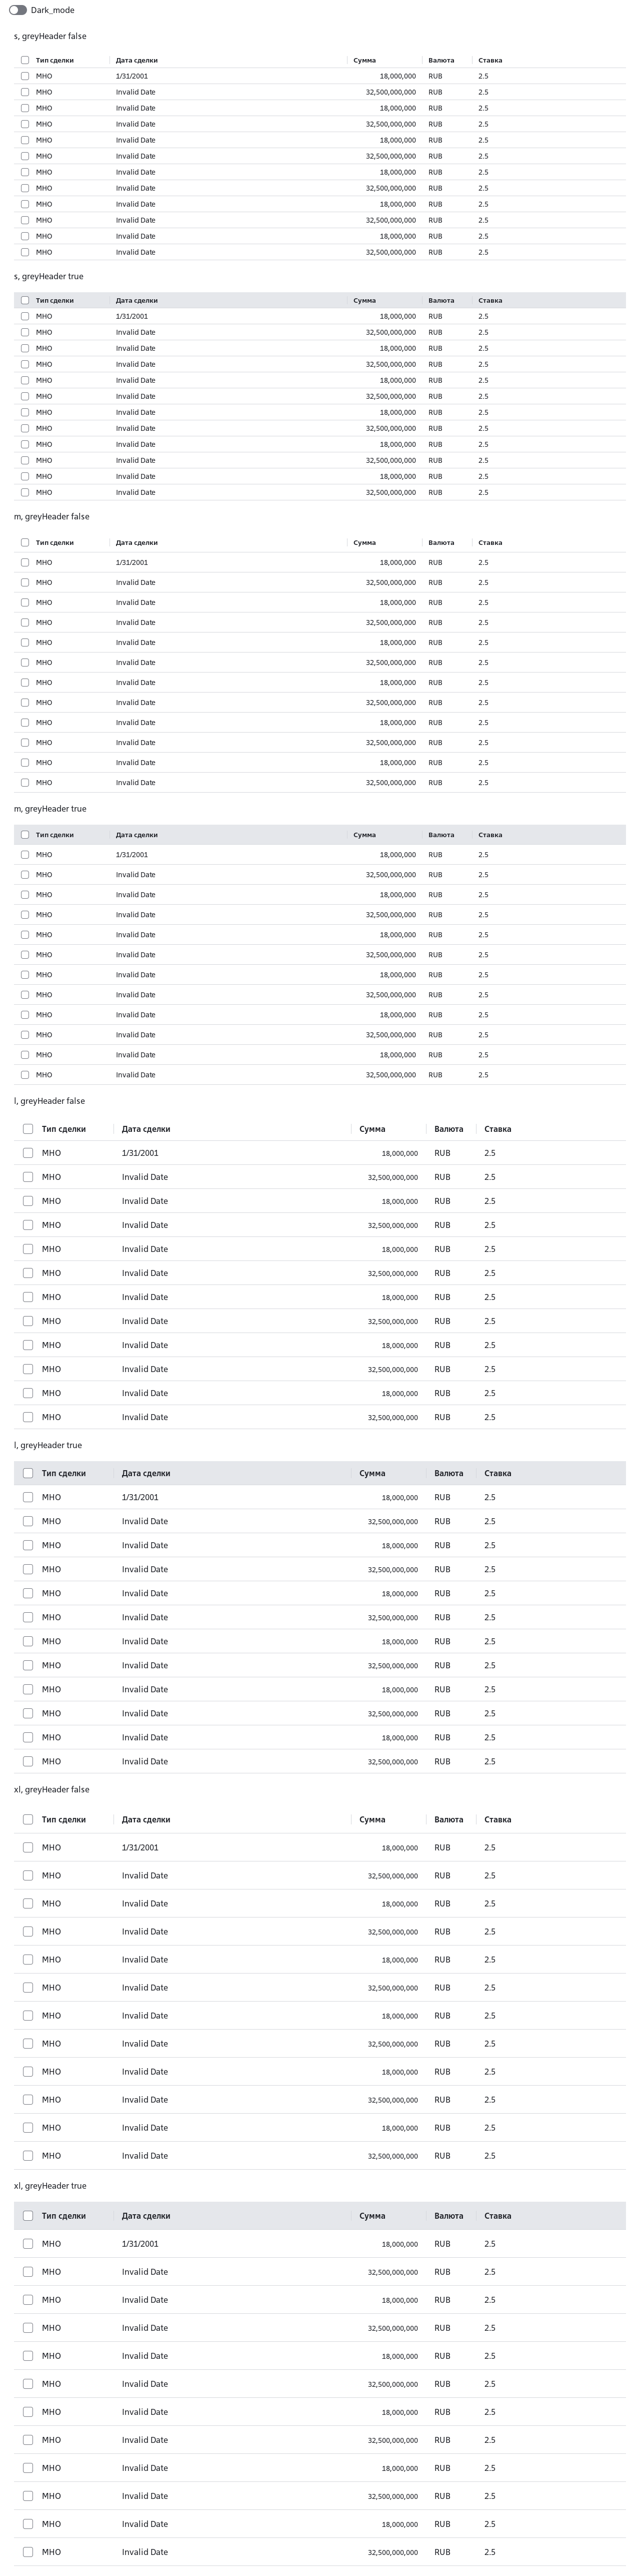 Dark_mode
s, greyHeader false
Тип сделки Дата сделки Сумма Валюта Ставка
МНО 1/31/2001 18,000,000 RUB 2.5
МНО Invalid Date 32,500,000,000 RUB 2.5
МНО Invalid Date 18,000,000 RUB 2.5
МНО Invalid Date 32,500,000,000 RUB 2.5
МНО Invalid Date 18,000,000 RUB 2.5
МНО Invalid Date 32,500,000,000 RUB 2.5
МНО Invalid Date 18,000,000 RUB 2.5
МНО Invalid Date 32,500,000,000 RUB 2.5
МНО Invalid Date 18,000,000 RUB 2.5
МНО Invalid Date 32,500,000,000 RUB 2.5
МНО Invalid Date 18,000,000 RUB 2.5
МНО Invalid Date 32,500,000,000 RUB 2.5
s, greyHeader true
Тип сделки Дата сделки Сумма Валюта Ставка
МНО 1/31/2001 18,000,000 RUB 2.5
МНО Invalid Date 32,500,000,000 RUB 2.5
МНО Invalid Date 18,000,000 RUB 2.5
МНО Invalid Date 32,500,000,000 RUB 2.5
МНО Invalid Date 18,000,000 RUB 2.5
МНО Invalid Date 32,500,000,000 RUB 2.5
МНО Invalid Date 18,000,000 RUB 2.5
МНО Invalid Date 32,500,000,000 RUB 2.5
МНО Invalid Date 18,000,000 RUB 2.5
МНО Invalid Date 32,500,000,000 RUB 2.5
МНО Invalid Date 18,000,000 RUB 2.5
МНО Invalid Date 32,500,000,000 RUB 2.5
m, greyHeader false
Тип сделки Дата сделки Сумма Валюта Ставка
МНО 1/31/2001 18,000,000 RUB 2.5
МНО Invalid Date 32,500,000,000 RUB 2.5
МНО Invalid Date 18,000,000 RUB 2.5
МНО Invalid Date 32,500,000,000 RUB 2.5
МНО Invalid Date 18,000,000 RUB 2.5
МНО Invalid Date 32,500,000,000 RUB 2.5
МНО Invalid Date 18,000,000 RUB 2.5
МНО Invalid Date 32,500,000,000 RUB 2.5
МНО Invalid Date 18,000,000 RUB 2.5
МНО Invalid Date 32,500,000,000 RUB 2.5
МНО Invalid Date 18,000,000 RUB 2.5
МНО Invalid Date 32,500,000,000 RUB 2.5
m, greyHeader true
Тип сделки Дата сделки Сумма Валюта Ставка
МНО 1/31/2001 18,000,000 RUB 2.5
МНО Invalid Date 32,500,000,000 RUB 2.5
МНО Invalid Date 18,000,000 RUB 2.5
МНО Invalid Date 32,500,000,000 RUB 2.5
МНО Invalid Date 18,000,000 RUB 2.5
МНО Invalid Date 32,500,000,000 RUB 2.5
МНО Invalid Date 18,000,000 RUB 2.5
МНО Invalid Date 32,500,000,000 RUB 2.5
МНО Invalid Date 18,000,000 RUB 2.5
МНО Invalid Date 32,500,000,000 RUB 2.5
МНО Invalid Date 18,000,000 RUB 2.5
МНО Invalid Date 32,500,000,000 RUB 2.5
l, greyHeader false
Тип сделки Дата сделки Сумма Валюта Ставка
МНО 1/31/2001 18,000,000 RUB 2.5
МНО Invalid Date 32,500,000,000 RUB 2.5
МНО Invalid Date 18,000,000 RUB 2.5
МНО Invalid Date 32,500,000,000 RUB 2.5
МНО Invalid Date 18,000,000 RUB 2.5
МНО Invalid Date 32,500,000,000 RUB 2.5
МНО Invalid Date 18,000,000 RUB 2.5
МНО Invalid Date 32,500,000,000 RUB 2.5
МНО Invalid Date 18,000,000 RUB 2.5
МНО Invalid Date 32,500,000,000 RUB 2.5
МНО Invalid Date 18,000,000 RUB 2.5
МНО Invalid Date 32,500,000,000 RUB 2.5
l, greyHeader true
Тип сделки Дата сделки Сумма Валюта Ставка
МНО 1/31/2001 18,000,000 RUB 2.5
МНО Invalid Date 32,500,000,000 RUB 2.5
МНО Invalid Date 18,000,000 RUB 2.5
МНО Invalid Date 32,500,000,000 RUB 2.5
МНО Invalid Date 18,000,000 RUB 2.5
МНО Invalid Date 32,500,000,000 RUB 2.5
МНО Invalid Date 18,000,000 RUB 2.5
МНО Invalid Date 32,500,000,000 RUB 2.5
МНО Invalid Date 18,000,000 RUB 2.5
МНО Invalid Date 32,500,000,000 RUB 2.5
МНО Invalid Date 18,000,000 RUB 2.5
МНО Invalid Date 32,500,000,000 RUB 2.5
xl, greyHeader false
Тип сделки Дата сделки Сумма Валюта Ставка
МНО 1/31/2001 18,000,000 RUB 2.5
МНО Invalid Date 32,500,000,000 RUB 2.5
МНО Invalid Date 18,000,000 RUB 2.5
МНО Invalid Date 32,500,000,000 RUB 2.5
МНО Invalid Date 18,000,000 RUB 2.5
МНО Invalid Date 32,500,000,000 RUB 2.5
МНО Invalid Date 18,000,000 RUB 2.5
МНО Invalid Date 32,500,000,000 RUB 2.5
МНО Invalid Date 18,000,000 RUB 2.5
МНО Invalid Date 32,500,000,000 RUB 2.5
МНО Invalid Date 18,000,000 RUB 2.5
МНО Invalid Date 32,500,000,000 RUB 2.5
xl, greyHeader true
Тип сделки Дата сделки Сумма Валюта Ставка
МНО 1/31/2001 18,000,000 RUB 2.5
МНО Invalid Date 32,500,000,000 RUB 2.5
МНО Invalid Date 18,000,000 RUB 2.5
МНО Invalid Date 32,500,000,000 RUB 2.5
МНО Invalid Date 18,000,000 RUB 2.5
МНО Invalid Date 32,500,000,000 RUB 2.5
МНО Invalid Date 18,000,000 RUB 2.5
МНО Invalid Date 32,500,000,000 RUB 2.5
МНО Invalid Date 18,000,000 RUB 2.5
МНО Invalid Date 32,500,000,000 RUB 2.5
МНО Invalid Date 18,000,000 RUB 2.5
МНО Invalid Date 32,500,000,000 RUB 2.5